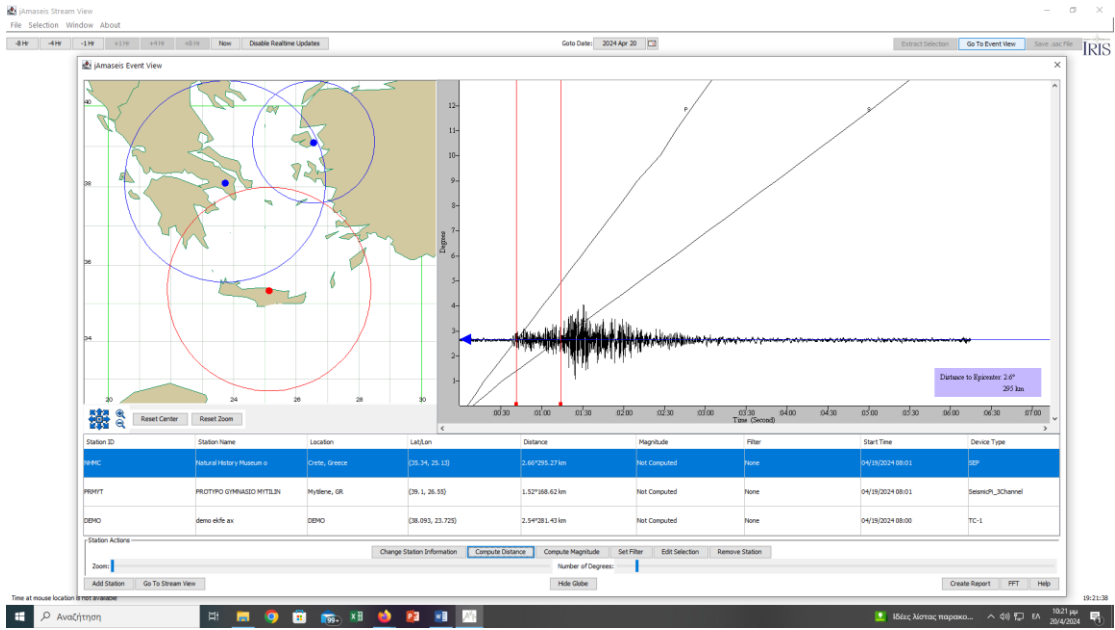 jAmaseis Stream View
File Selection Window About
-8 Hr -4 Hr -1 Hr +1 Hr +4 Hr +8 Hr Now Disable Realtime Updates Goto Date: 2024 Apr 20 Extract Selection Go To Event View Save .sac File
IRIS
jAmaseis Event View
40
38
36
34
20 24 26 28 30
Degrees
12
11
10
9
8
7
6
5
4
3
2
1
P
S
Distance to Epicenter: 2.6°
295 km
00:30 01:00 01:30 02:00 02:30 03:00 03:30 04:00 04:30 05:00 05:30 06:00 06:30 07:00
Time (Second)
Reset Center Reset Zoom
Station ID Station Name Location Lat/Lon Distance Magnitude Filter Start Time Device Type
NHMC Natural History Museum o Crete, Greece (35.34, 25.13) 2.66°295.27 km Not Computed None 04/19/2024 08:01 SEP
PRMYT PROTYPO GYMNASIO MYTILIN Mytilene, GR (39.1, 26.55) 1.52°168.62 km Not Computed None 04/19/2024 08:01 SeismicPi_3Channel
DEMO demo ekfe ax DEMO (38.093, 23.725) 2.54°281.43 km Not Computed None 04/19/2024 08:00 TC-1
Station Actions
Change Station Information Compute Distance Compute Magnitude Set Filter Edit Selection Remove Station
Zoom: Number of Degrees:
Add Station Go To Stream View Hide Globe Create Report FFT Help
Time at mouse location is not available 19:21:38
Αναζήτηση 99+ Ιδέες λίστας παρακο... ΕΛ 10:21 μμ
20/4/2024